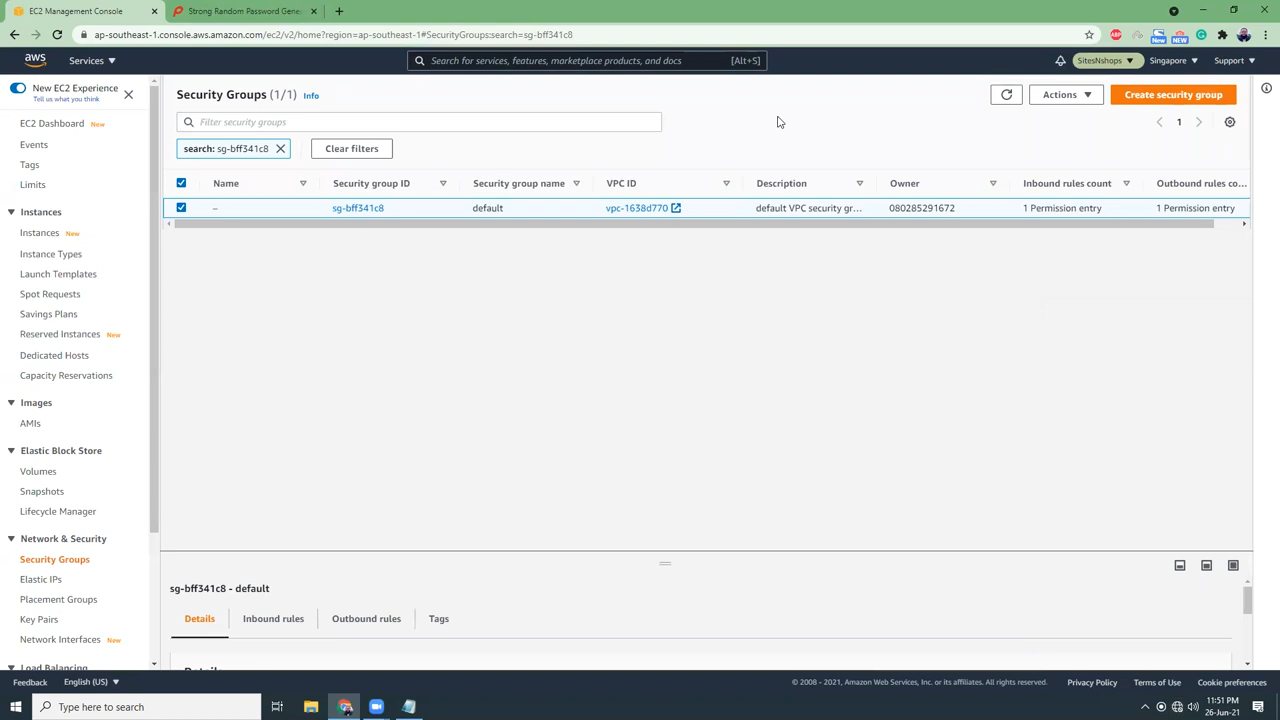 EC2 Management Console
Strong Random Password Gene
ap-southeast-1.console.aws.amazon.com/ec2/v2/home?region=ap-southeast-1#SecurityGroups:search=sg-bff341c8
aws
Services
Search for services, features, marketplace products, and docs
[Alt+S]
SitesNshops
Singapore
Support
New EC2 Experience
Tell us what you think
EC2 Dashboard New
Events
Tags
Limits
Instances
Instances New
Instance Types
Launch Templates
Spot Requests
Savings Plans
Reserved Instances New
Dedicated Hosts
Capacity Reservations
Images
AMIs
Elastic Block Store
Volumes
Snapshots
Lifecycle Manager
Network & Security
Security Groups
Elastic IPs
Placement Groups
Key Pairs
Network Interfaces New
Load Balancing
Security Groups (1/1) Info
Actions
Create security group
Filter security groups
1
search: sg-bff341c8
Clear filters
Name Security group ID Security group name VPC ID Description Owner Inbound rules count Outbound rules co...
– sg-bff341c8 default vpc-1638d770 default VPC security gr... 080285291672 1 Permission entry 1 Permission entry
sg-bff341c8 - default
Details Inbound rules Outbound rules Tags
Details
Feedback English (US) © 2008 - 2021, Amazon Web Services, Inc. or its affiliates. All rights reserved. Privacy Policy Terms of Use Cookie preferences
Type here to search
11:51 PM
26-Jun-21